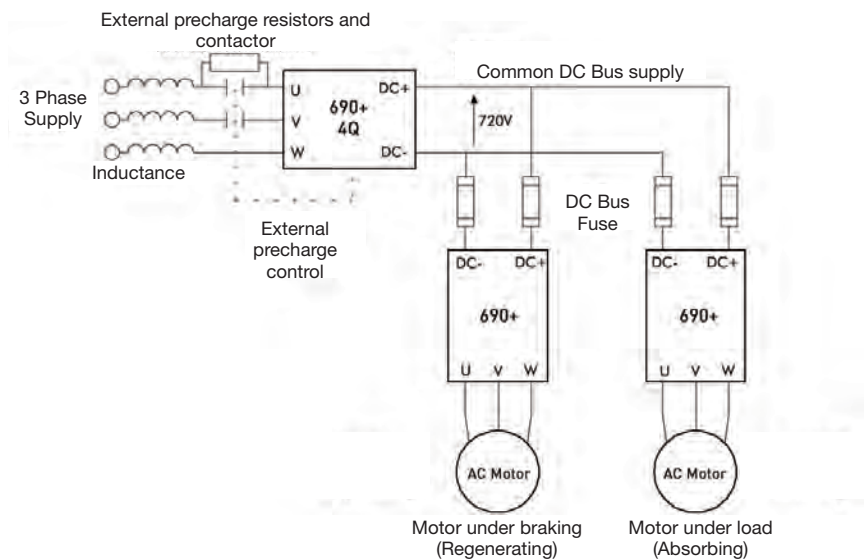 External precharge resistors and
contactor
3 Phase
Supply
Inductance
U
V
W
690+
4Q
DC+
DC-
Common DC Bus supply
720V
External
precharge
control
DC Bus
Fuse
DC- DC+
690+
U V W
AC Motor
Motor under braking
(Regenerating)
DC- DC+
690+
U V W
AC Motor
Motor under load
(Absorbing)